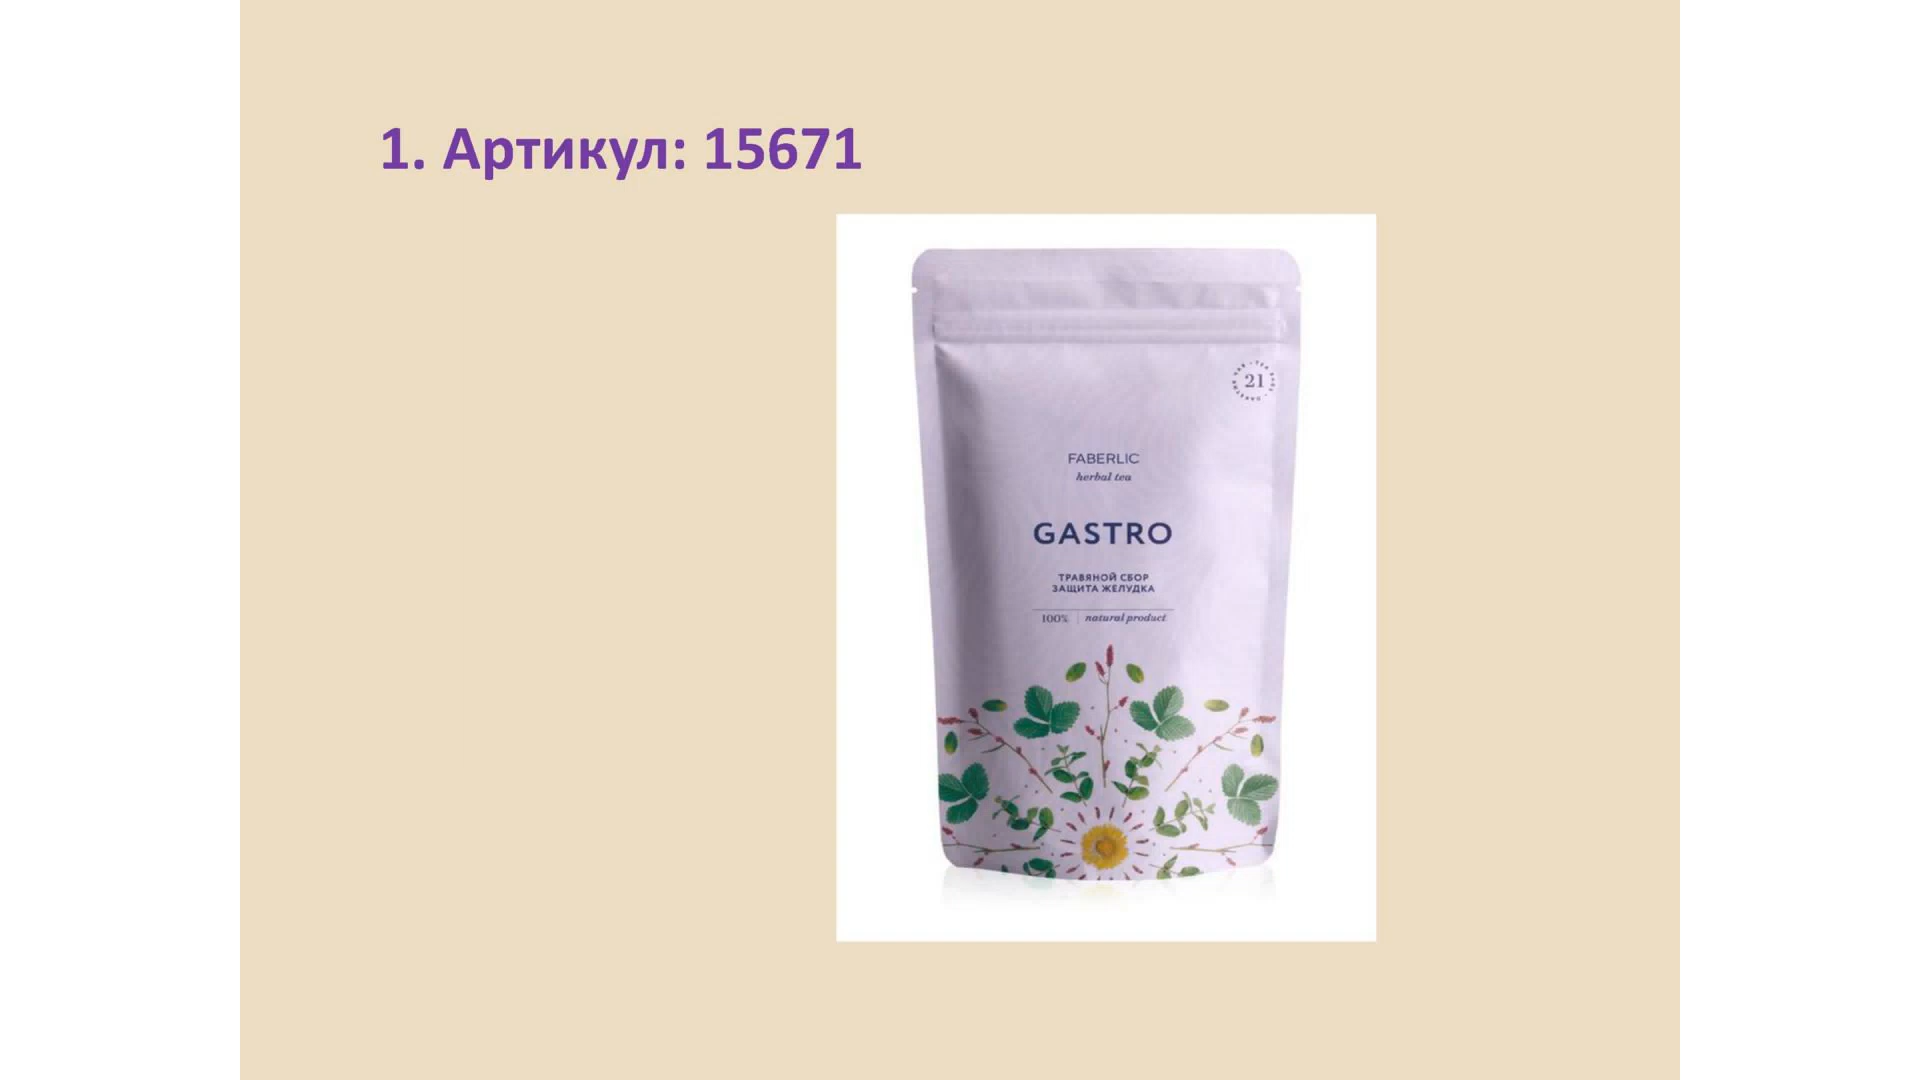 1. Артикул: 15671
21
FABERLIC
herbal tea
GASTRO
ТРАВЯНОЙ СБОР
ЗАЩИТА ЖЕЛУДКА
100% natural product